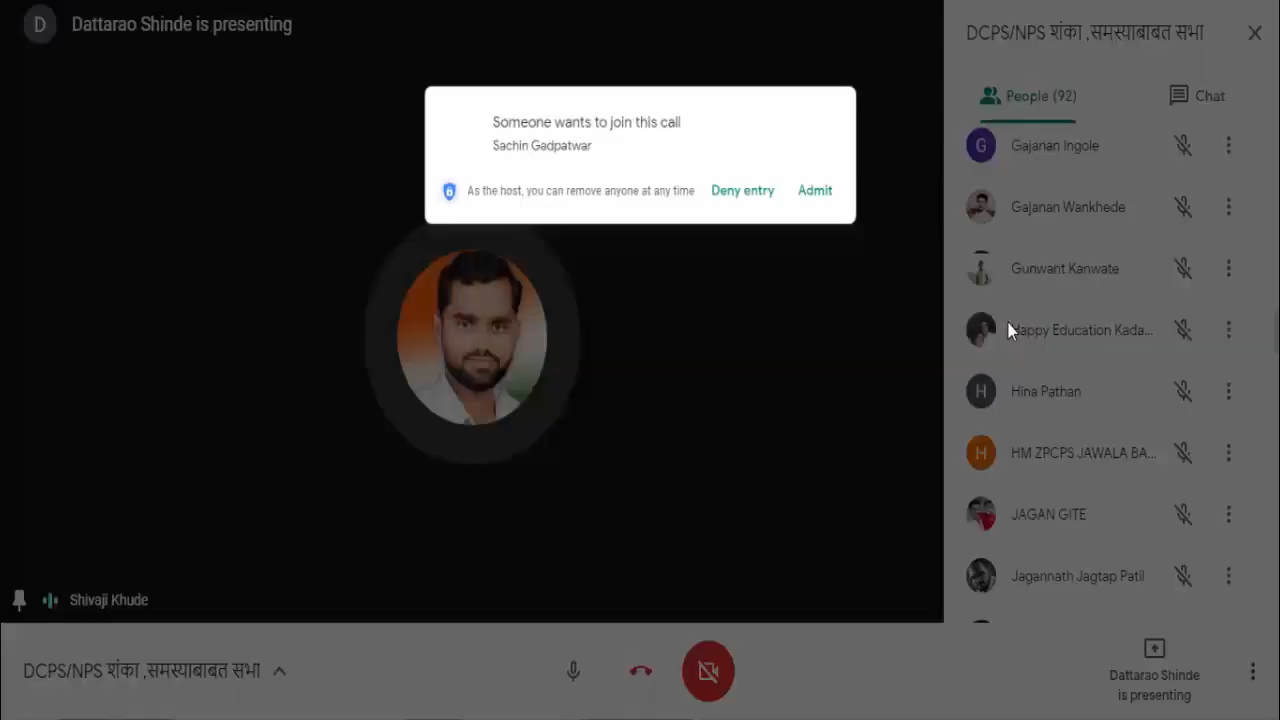 D
Dattarao Shinde is presenting
Someone wants to join this call
Sachin Gadpatwar
As the host, you can remove anyone at any time
Deny entry
Admit
Shivaji Khude
DCPS/NPS शंका ,समस्याबाबत सभा
People (92)
Chat
G
Gajanan Ingole
Gajanan Wankhede
Gunwant Kanwate
Happy Education Kada...
H
Hina Pathan
H
HM ZPCPS JAWALA BA...
JAGAN GITE
Jagannath Jagtap Patil
DCPS/NPS शंका ,समस्याबाबत सभा
Dattarao Shinde
is presenting